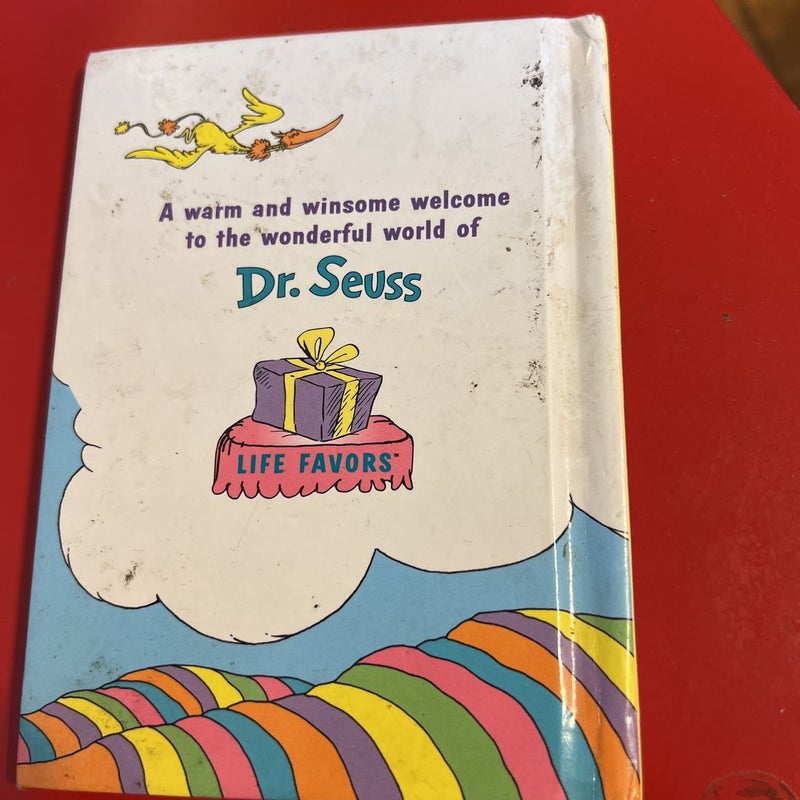 A warm and winsome welcome
to the wonderful world of
Dr. Seuss
LIFE FAVORS™